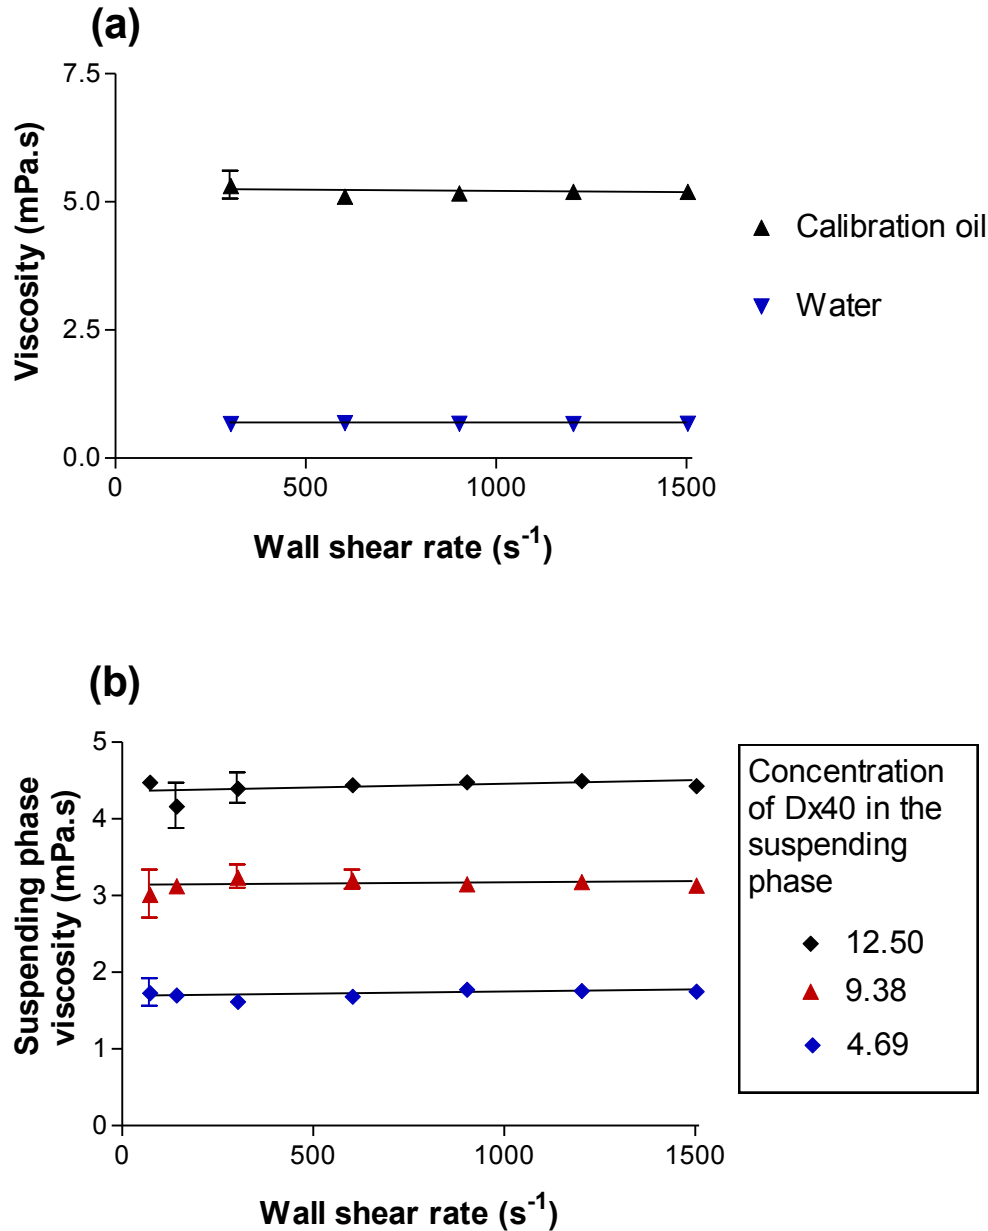 (a)
Viscosity (mPa.s)
7.5
5.0
2.5
0.0
0
500
1000
1500
Wall shear rate (s⁻¹)
Calibration oil
Water
(b)
Suspending phase
viscosity (mPa.s)
5
4
3
2
1
0
0
500
1000
1500
Wall shear rate (s⁻¹)
Concentration
of Dx40 in the
suspending
phase
12.50
9.38
4.69